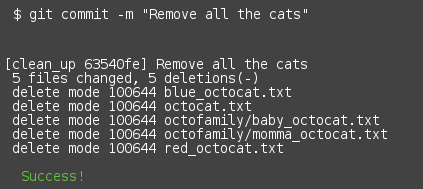 $ git commit -m "Remove all the cats"
[clean_up 63540fe] Remove all the cats
5 files changed, 5 deletions(-)
delete mode 100644 blue_octocat.txt
delete mode 100644 octocat.txt
delete mode 100644 octofamily/baby_octocat.txt
delete mode 100644 octofamily/momma_octocat.txt
delete mode 100644 red_octocat.txt
Success!